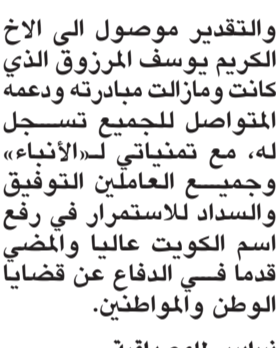 والتقدير موصول الى الاخ
الكريم يوسف المرزوق الذي
كانت ومازالت مبادرته ودعمه
المتواصل للجميع تسجل
له، مع تمنياتي لـ«الأنباء»
وجميع العاملين التوفيق
والسداد للاستمرار في رفع
اسم الكويت عاليا والمضي
قدما في الدفاع عن قضايا
الوطن والمواطنين.